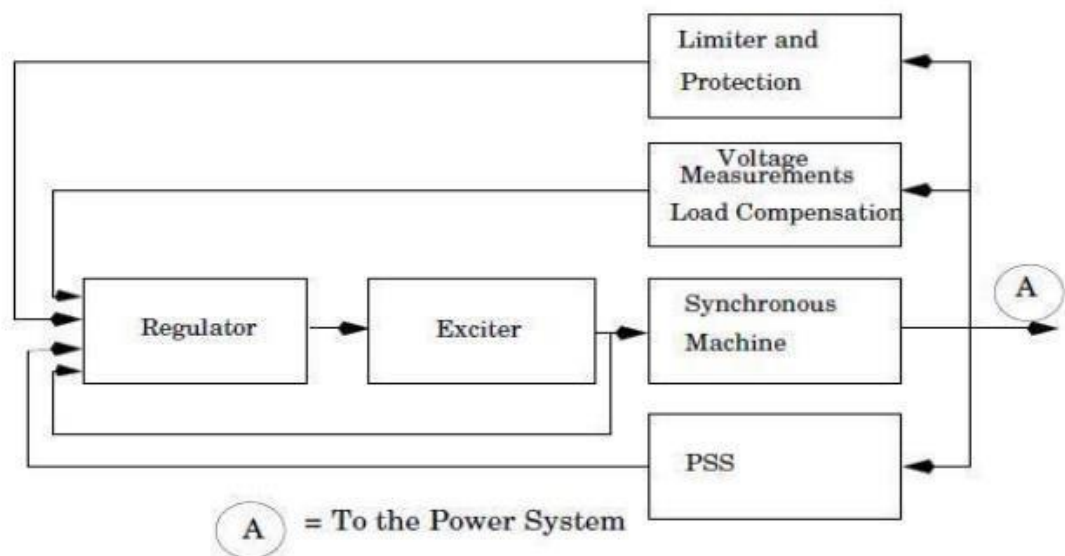 Limiter and
Protection
Voltage
Measurements
Load Compensation
A
Regulator
Exciter
Synchronous
Machine
PSS
A = To the Power System